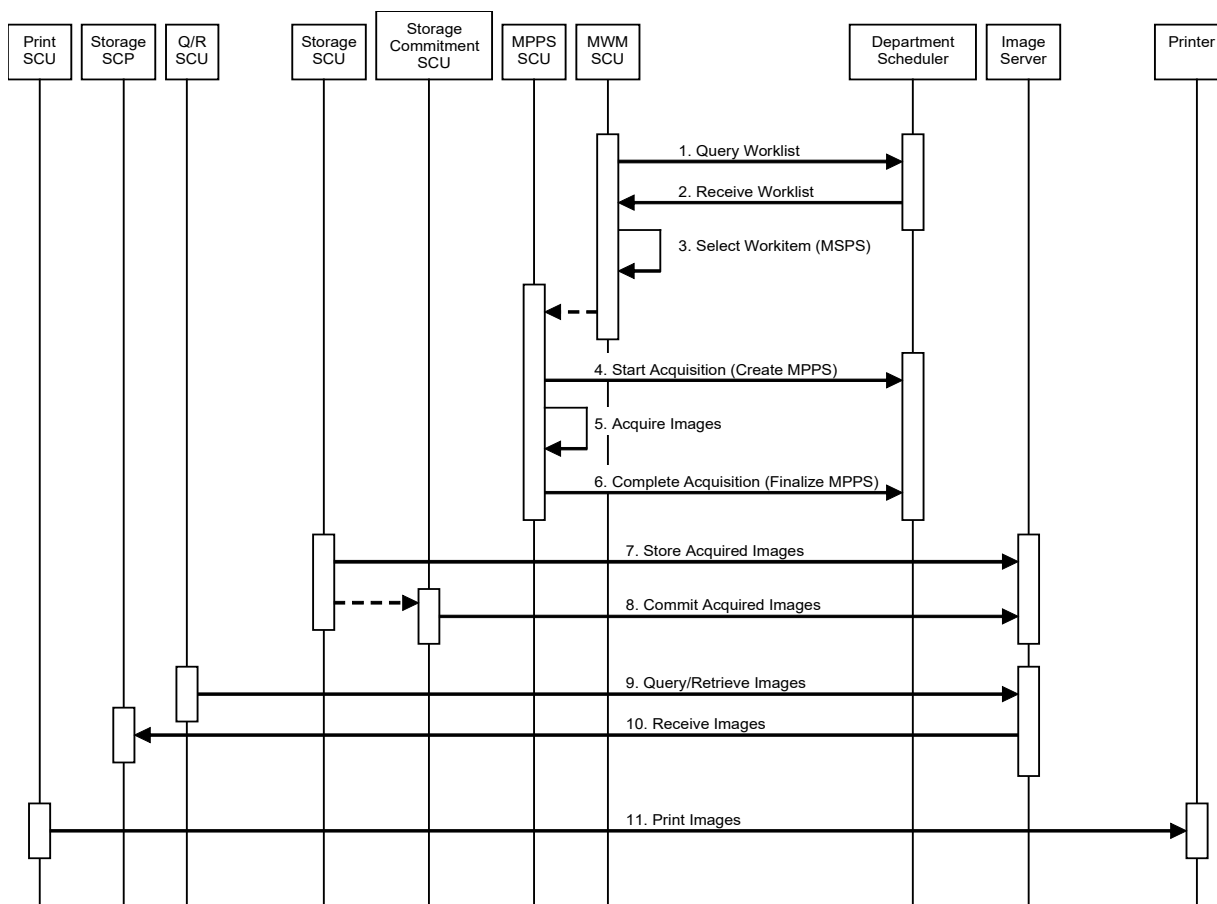 Print
SCU
Storage
SCP
Q/R
SCU
Storage
SCU
Storage
Commitment
SCU
MPPS
SCU
MWM
SCU
Department
Scheduler
Image
Server
Printer
1. Query Worklist
2. Receive Worklist
3. Select Workitem (MSPS)
4. Start Acquisition (Create MPPS)
5. Acquire Images
6. Complete Acquisition (Finalize MPPS)
7. Store Acquired Images
8. Commit Acquired Images
9. Query/Retrieve Images
10. Receive Images
11. Print Images